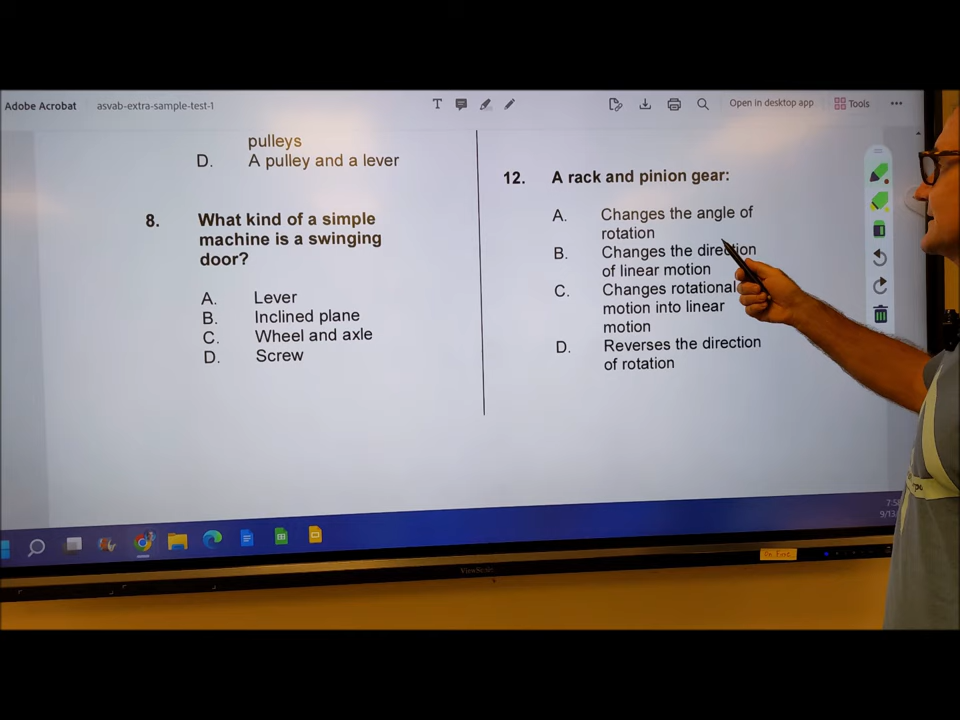 Adobe Acrobat
asvab-extra-sample-test-1
Open in desktop app
Tools
pulleys
D. A pulley and a lever
8. What kind of a simple
machine is a swinging
door?
A. Lever
B. Inclined plane
C. Wheel and axle
D. Screw
12. A rack and pinion gear:
A. Changes the angle of
rotation
B. Changes the direction
of linear motion
C. Changes rotational
motion into linear
motion
D. Reverses the direction
of rotation
ViewSonic